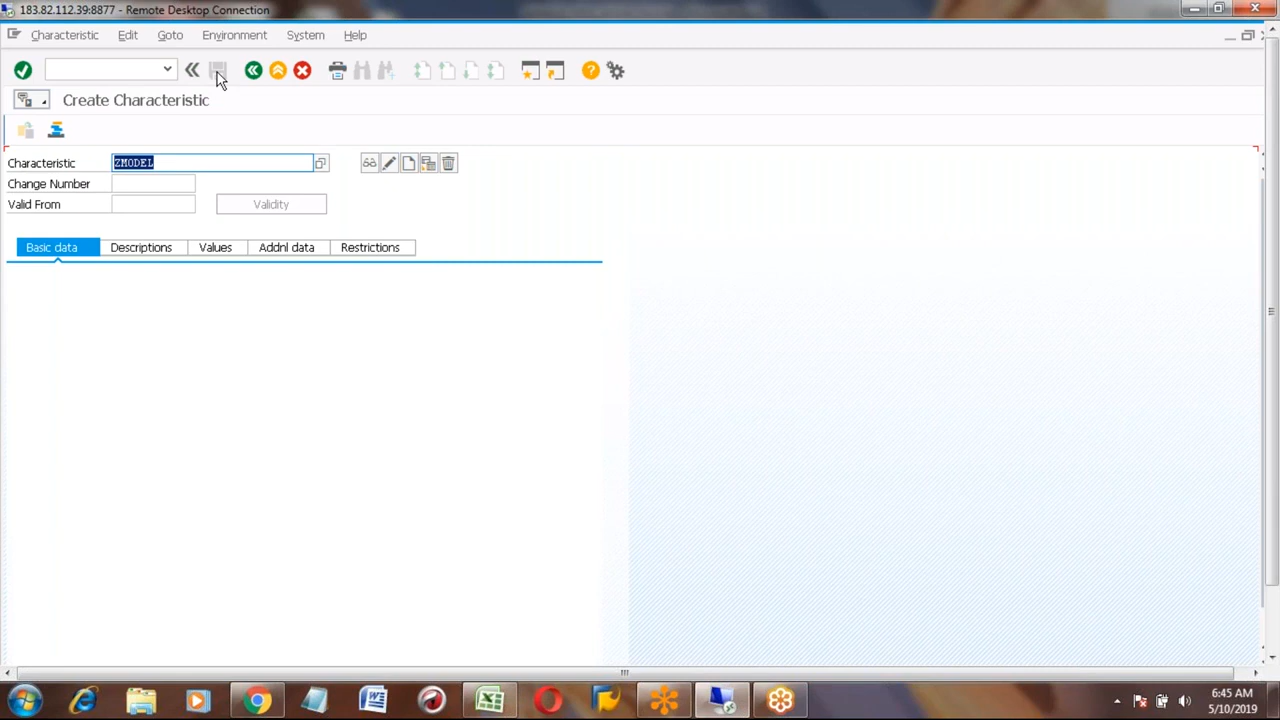 183.82.112.39:8877 - Remote Desktop Connection
Characteristic Edit Goto Environment System Help
Create Characteristic
Characteristic ZMODEL
Change Number
Valid From Validity
Basic data Descriptions Values Addnl data Restrictions
6:45 AM
5/10/2019